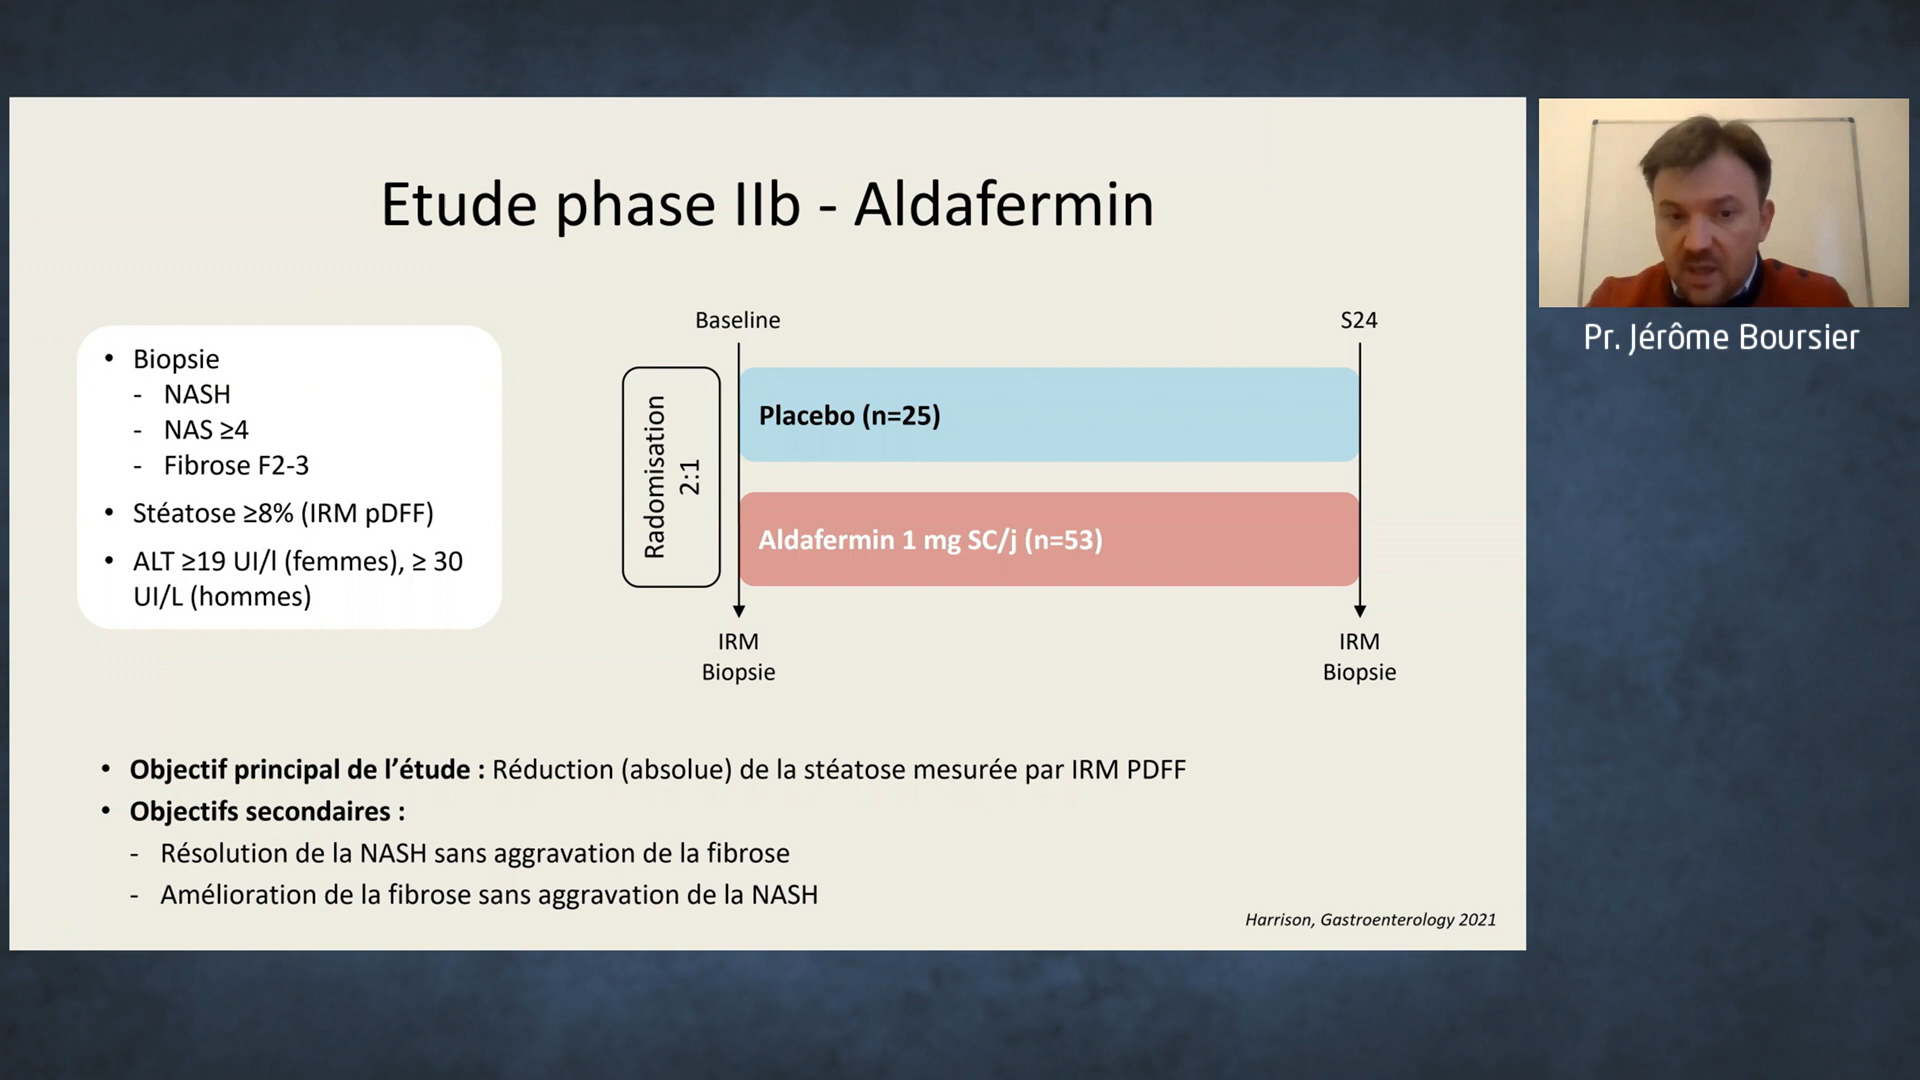 Etude phase IIb - Aldafermin
• Biopsie
- NASH
- NAS ≥4
- Fibrose F2-3
• Stéatose ≥8% (IRM pDFF)
• ALT ≥19 UI/l (femmes), ≥ 30
UI/L (hommes)
Baseline
S24
Radomisation
2:1
Placebo (n=25)
Aldafermin 1 mg SC/j (n=53)
IRM
Biopsie
IRM
Biopsie
• Objectif principal de l’étude : Réduction (absolue) de la stéatose mesurée par IRM PDFF
• Objectifs secondaires :
- Résolution de la NASH sans aggravation de la fibrose
- Amélioration de la fibrose sans aggravation de la NASH
Harrison, Gastroenterology 2021
Pr. Jérôme Boursier